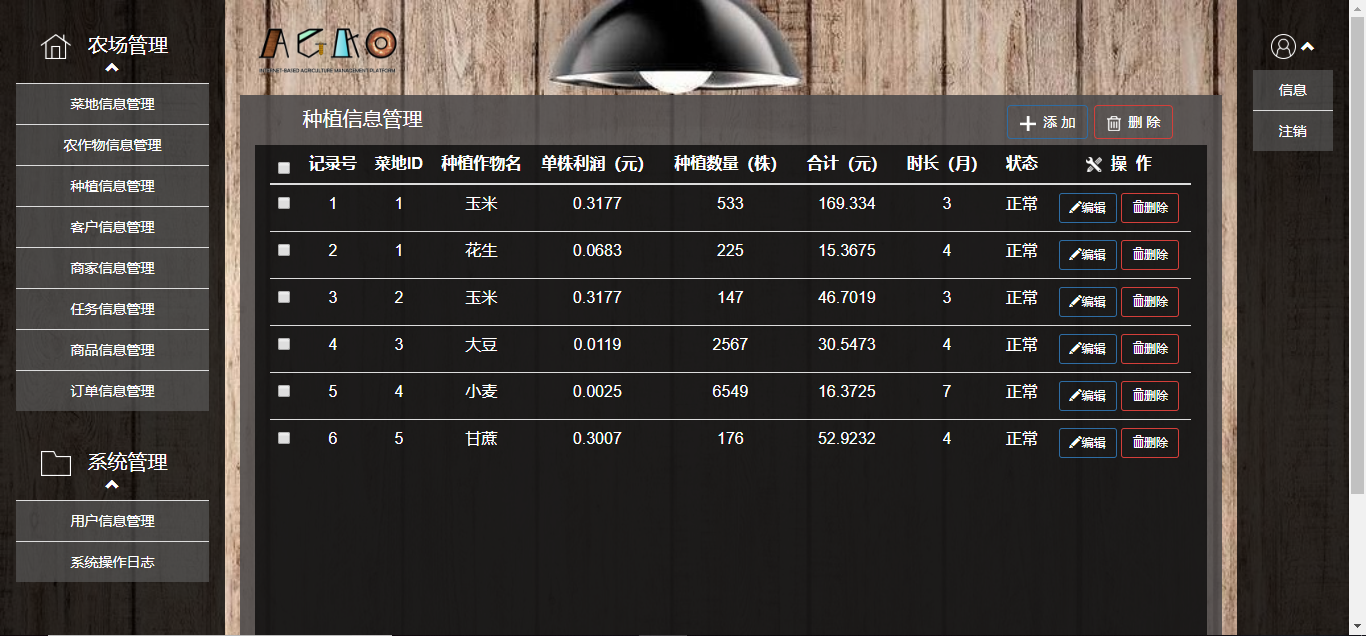 农场管理
菜地信息管理
农作物信息管理
种植信息管理
客户信息管理
商家信息管理
任务信息管理
商品信息管理
订单信息管理
系统管理
用户信息管理
系统操作日志
AGKO
INTERNET-BASED AGRICULTURE MANAGEMENT PLATFORM
种植信息管理
添 加 删 除
记录号 菜地ID 种植作物名 单株利润（元） 种植数量（株） 合计（元） 时长（月） 状态 操 作
1 1 玉米 0.3177 533 169.334 3 正常 编辑 删除
2 1 花生 0.0683 225 15.3675 4 正常 编辑 删除
3 2 玉米 0.3177 147 46.7019 3 正常 编辑 删除
4 3 大豆 0.0119 2567 30.5473 4 正常 编辑 删除
5 4 小麦 0.0025 6549 16.3725 7 正常 编辑 删除
6 5 甘蔗 0.3007 176 52.9232 4 正常 编辑 删除
信息
注销